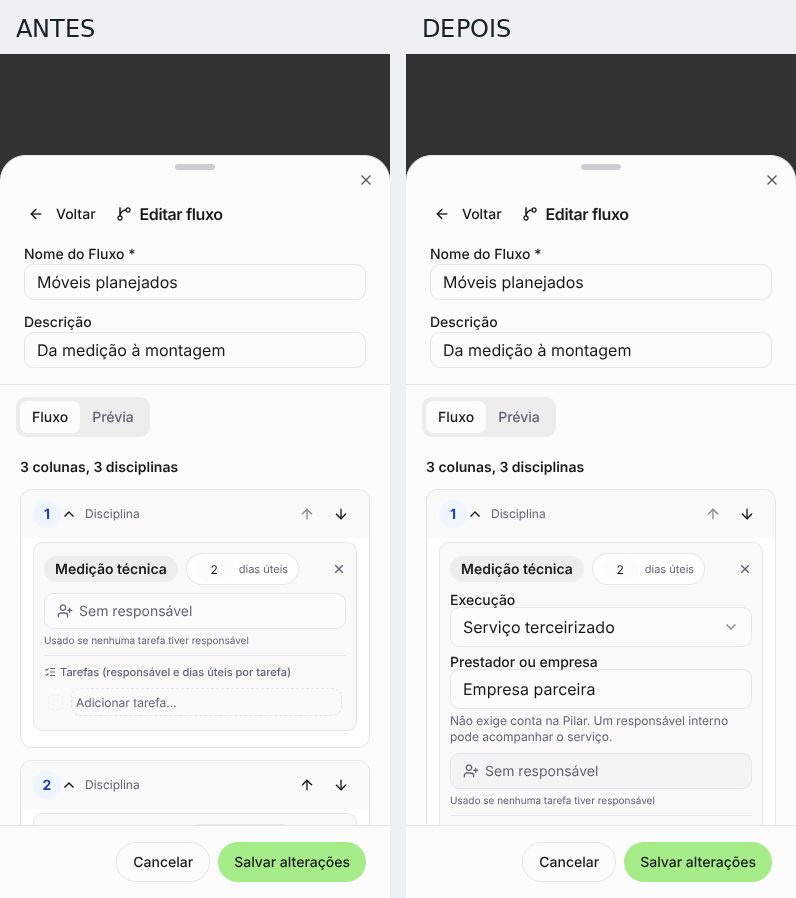 ANTES
Voltar Editar fluxo
Nome do Fluxo *
Móveis planejados
Descrição
Da medição à montagem
Fluxo Prévia
3 colunas, 3 disciplinas
1 Disciplina
Medição técnica 2 dias úteis
Sem responsável
Usado se nenhuma tarefa tiver responsável
Tarefas (responsável e dias úteis por tarefa)
Adicionar tarefa...
2 Disciplina
Cancelar Salvar alterações
DEPOIS
Voltar Editar fluxo
Nome do Fluxo *
Móveis planejados
Descrição
Da medição à montagem
Fluxo Prévia
3 colunas, 3 disciplinas
1 Disciplina
Medição técnica 2 dias úteis
Execução
Serviço terceirizado
Prestador ou empresa
Empresa parceira
Não exige conta na Pilar. Um responsável interno
pode acompanhar o serviço.
Sem responsável
Usado se nenhuma tarefa tiver responsável
Cancelar Salvar alterações